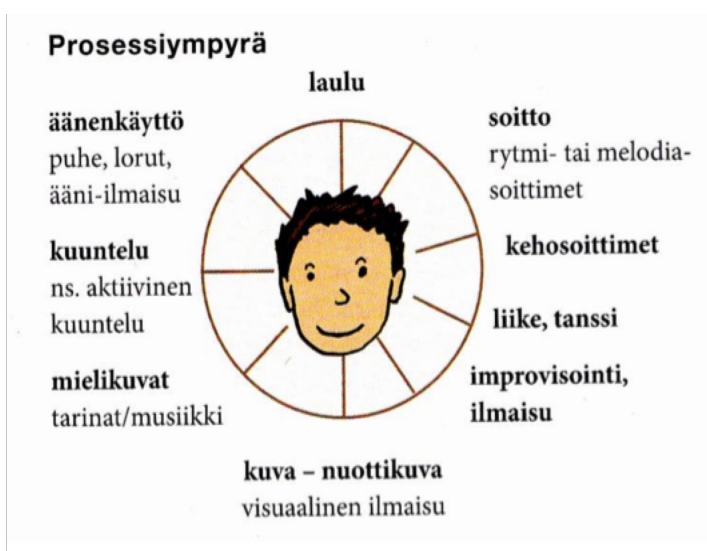 Prosessiympyrä
laulu
soitto
rytmi- tai melodia-
soittimet
kehosoittimet
liike, tanssi
improvisointi,
ilmaisu
kuva – nuottikuva
visuaalinen ilmaisu
mielikuvat
tarinat/musiikki
kuuntelu
ns. aktiivinen
kuuntelu
äänenkäyttö
puhe, lorut,
ääni-ilmaisu